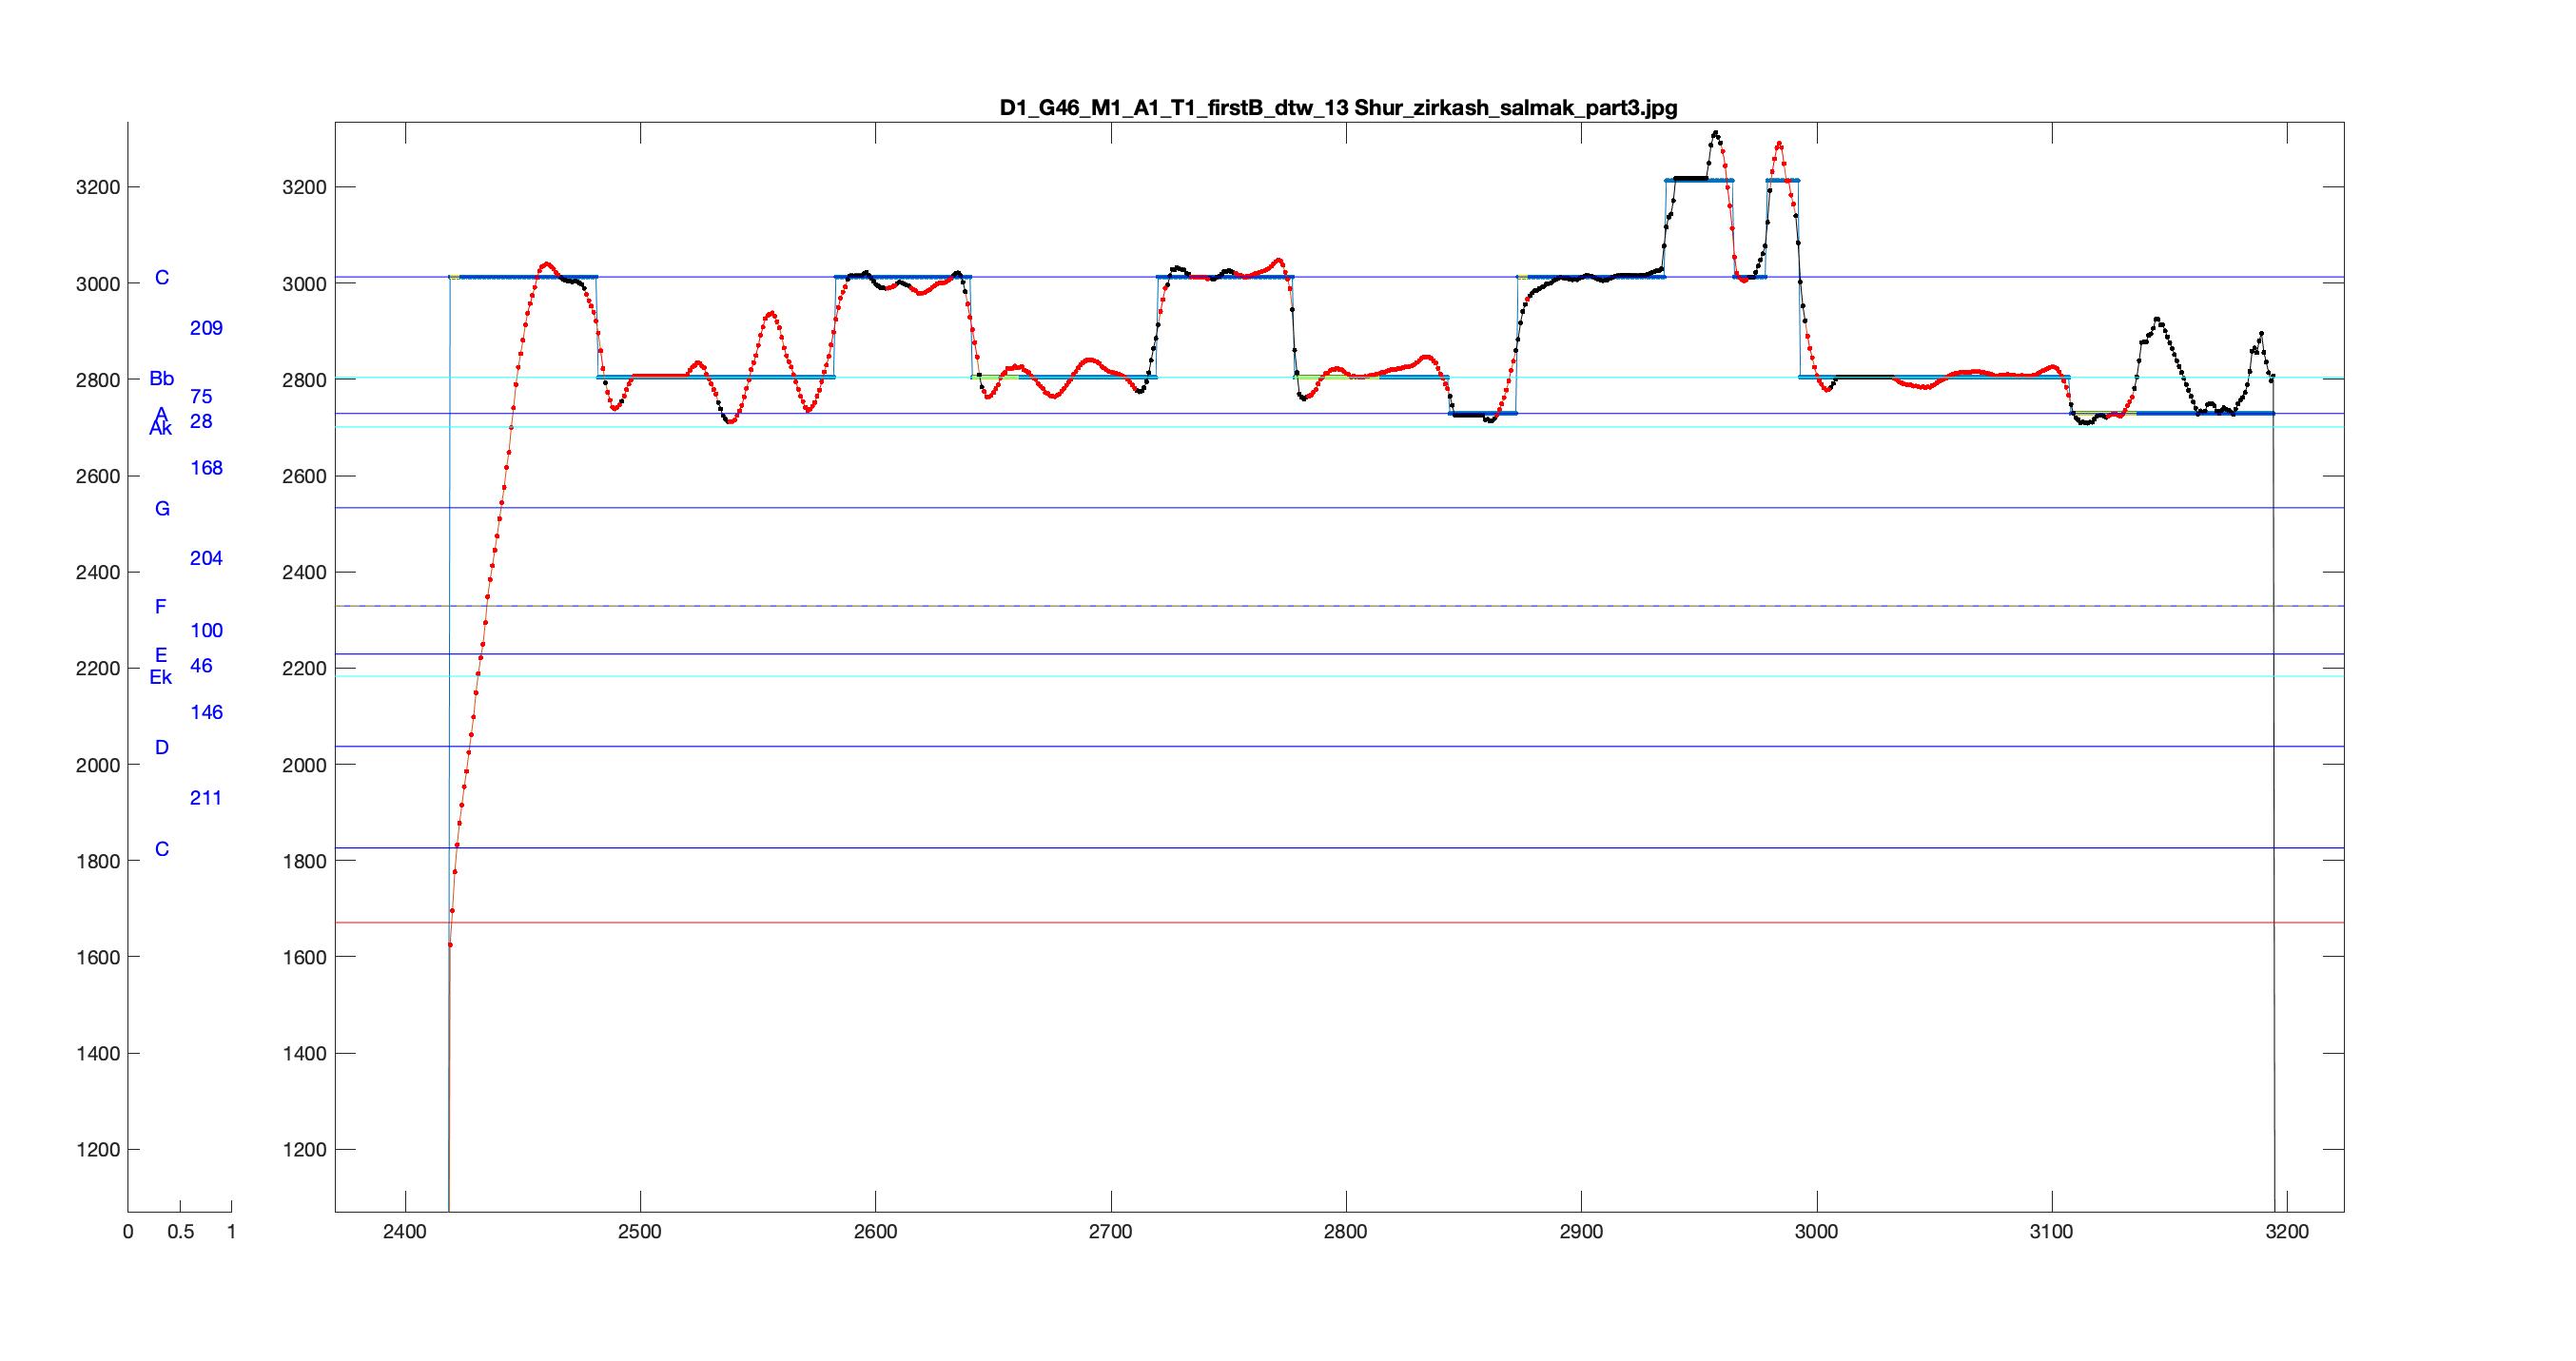 D1_G46_M1_A1_T1_firstB_dtw_13 Shur_zirkash_salmak_part3.jpg
3200 3200
C
3000 3000
209
2800 Bb 2800
75
A 28
Ak
168
2600 2600
G
204
2400 2400
F
100
E
2200 46 2200
Ek
146
D
2000 2000
211
C
1800 1800
1600 1600
1400 1400
1200 1200
0 0.5 1 2400 2500 2600 2700 2800 2900 3000 3100 3200